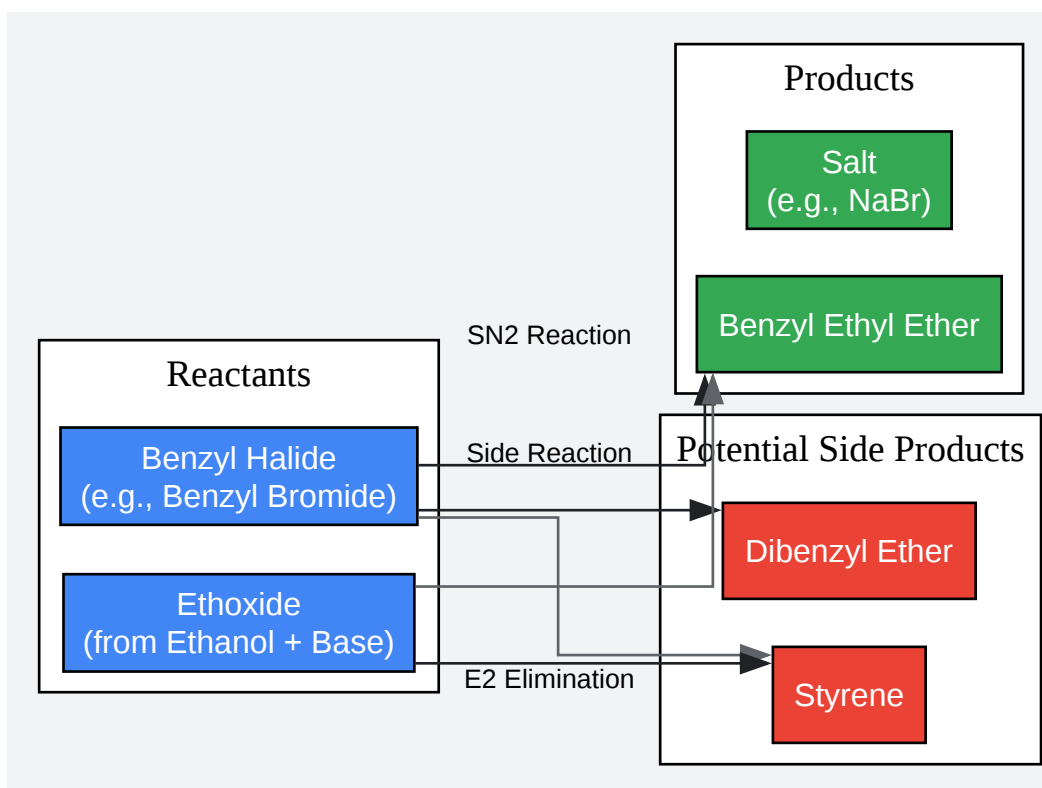 Products
Salt
(e.g., NaBr)
Benzyl Ethyl Ether
SN2 Reaction
Reactants
Benzyl Halide
(e.g., Benzyl Bromide)
Side Reaction
Potential Side Products
Dibenzyl Ether
Ethoxide
(from Ethanol + Base)
E2 Elimination
Styrene